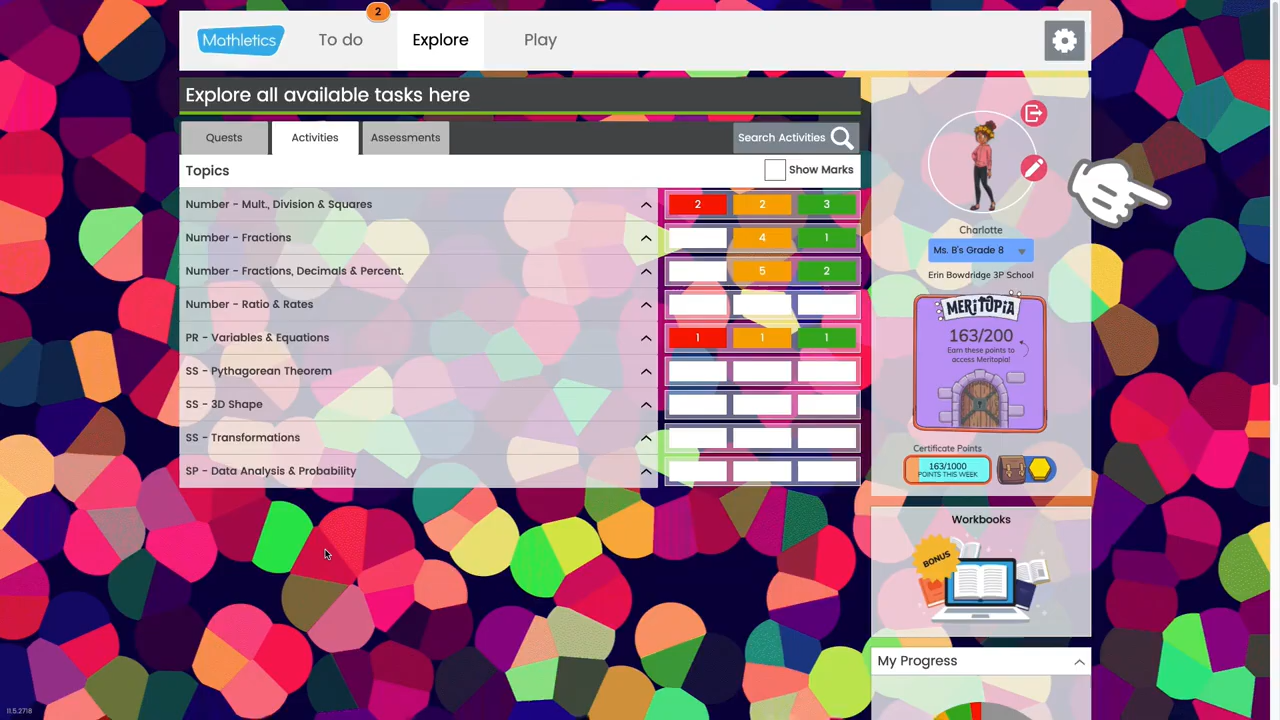 2
Mathletics
To do
Explore
Play
Explore all available tasks here
Quests
Activities
Assessments
Search Activities
Topics
Show Marks
Number - Mult., Division & Squares
2
2
3
Number - Fractions
4
1
Number - Fractions, Decimals & Percent.
5
2
Number - Ratio & Rates
PR - Variables & Equations
1
1
1
SS - Pythagorean Theorem
SS - 3D Shape
SS - Transformations
SP - Data Analysis & Probability
Charlotte
Ms. B's Grade 8
Erin Bowdridge 3P School
MERITOPIA
163/200
Earn these points to
access Meritopia!
Certificate Points
163/1000
POINTS THIS WEEK
Workbooks
BONUS
My Progress
11.5.2718